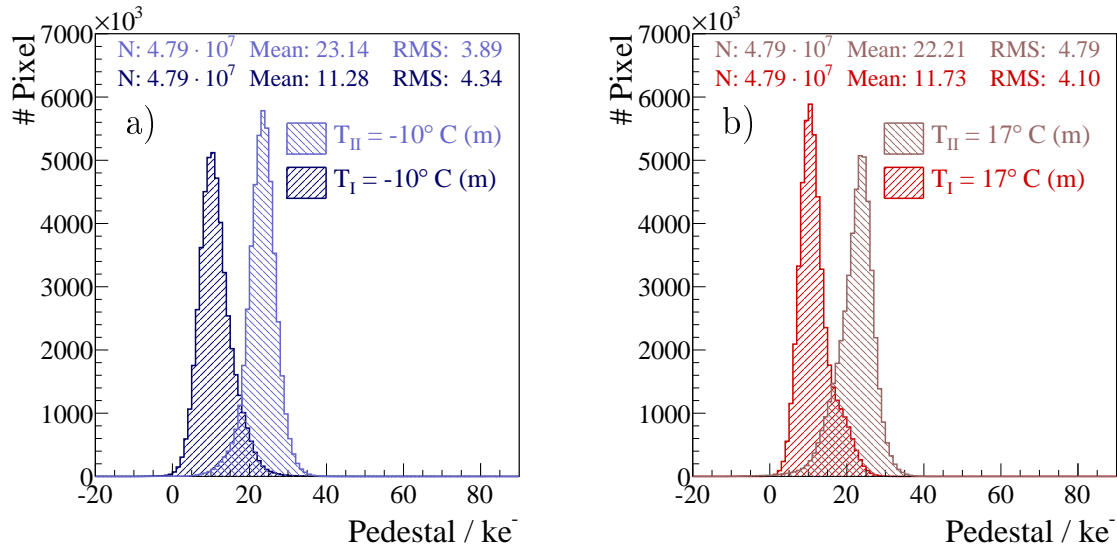 ×10³
7000
6000
5000
4000
3000
2000
1000
0
# Pixel
N: 4.79 · 10⁷ Mean: 23.14 RMS: 3.89
N: 4.79 · 10⁷ Mean: 11.28 RMS: 4.34
a)
T_II = -10° C (m)
T_I = -10° C (m)
-20 0 20 40 60 80
Pedestal / ke⁻
×10³
7000
6000
5000
4000
3000
2000
1000
0
# Pixel
N: 4.79 · 10⁷ Mean: 22.21 RMS: 4.79
N: 4.79 · 10⁷ Mean: 11.73 RMS: 4.10
b)
T_II = 17° C (m)
T_I = 17° C (m)
-20 0 20 40 60 80
Pedestal / ke⁻